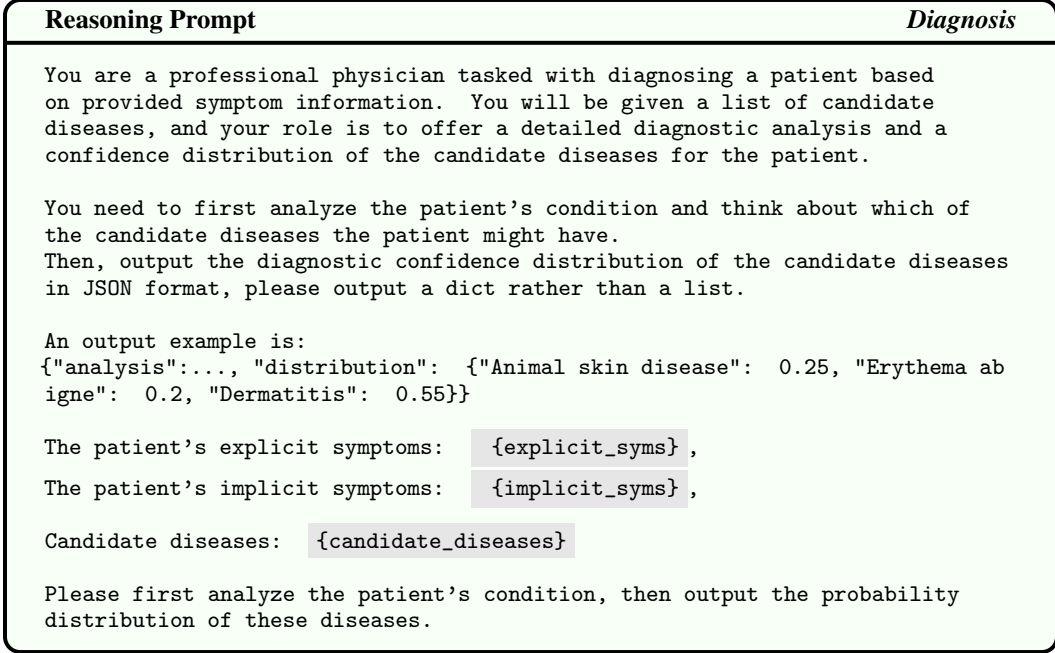 Reasoning Prompt Diagnosis
You are a professional physician tasked with diagnosing a patient based
on provided symptom information. You will be given a list of candidate
diseases, and your role is to offer a detailed diagnostic analysis and a
confidence distribution of the candidate diseases for the patient.
You need to first analyze the patient's condition and think about which of
the candidate diseases the patient might have.
Then, output the diagnostic confidence distribution of the candidate diseases
in JSON format, please output a dict rather than a list.
An output example is:
{"analysis":..., "distribution": {"Animal skin disease": 0.25, "Erythema ab
igne": 0.2, "Dermatitis": 0.55}}
The patient's explicit symptoms: {explicit_syms} ,
The patient's implicit symptoms: {implicit_syms} ,
Candidate diseases: {candidate_diseases}
Please first analyze the patient's condition, then output the probability
distribution of these diseases.